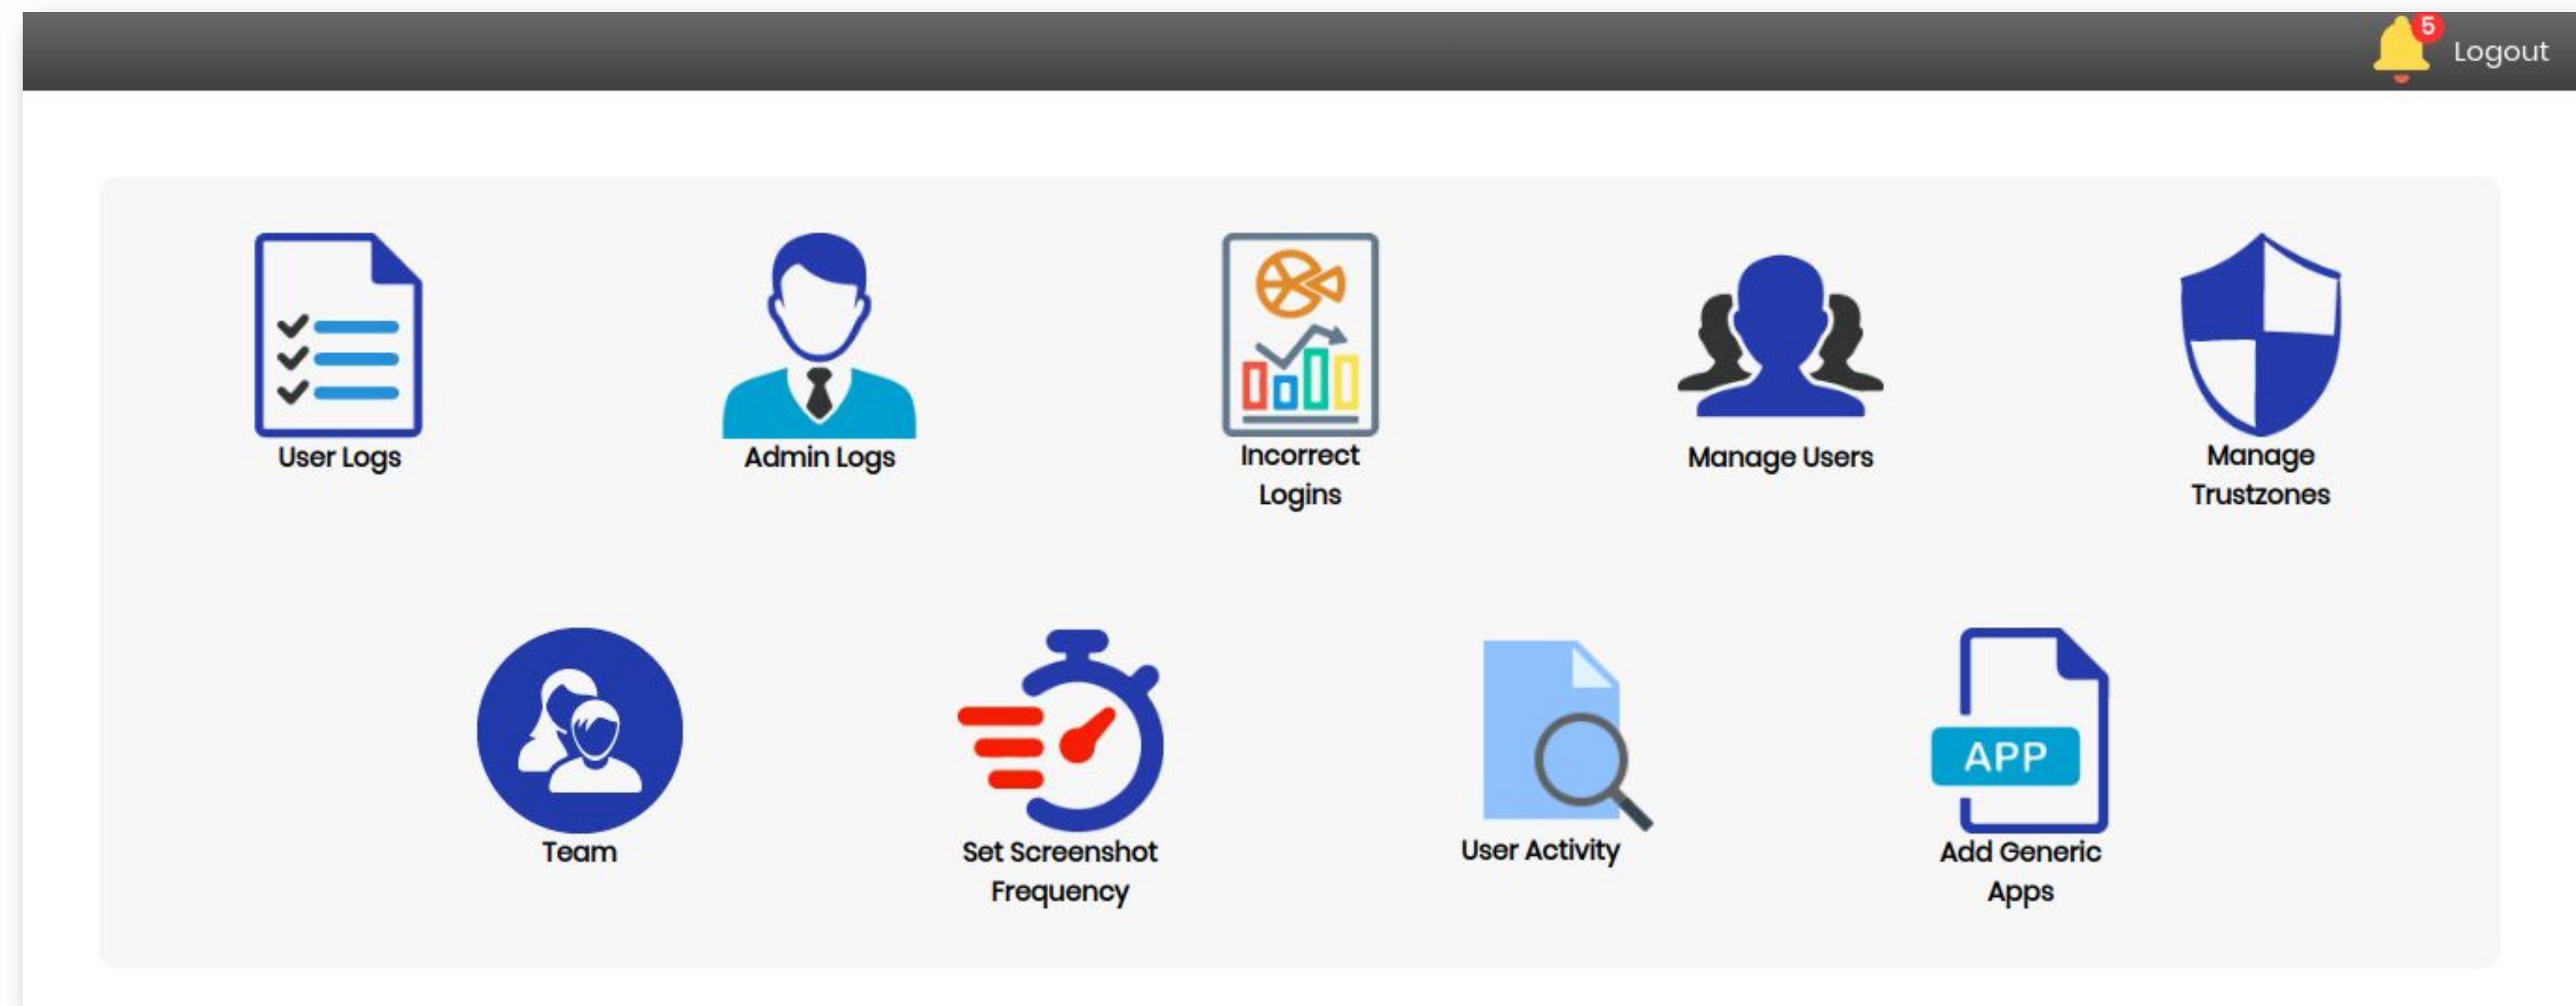 5
Logout
User Logs
Admin Logs
Incorrect
Logins
Manage Users
Manage
Trustzones
Team
Set Screenshot
Frequency
User Activity
APP
Add Generic
Apps